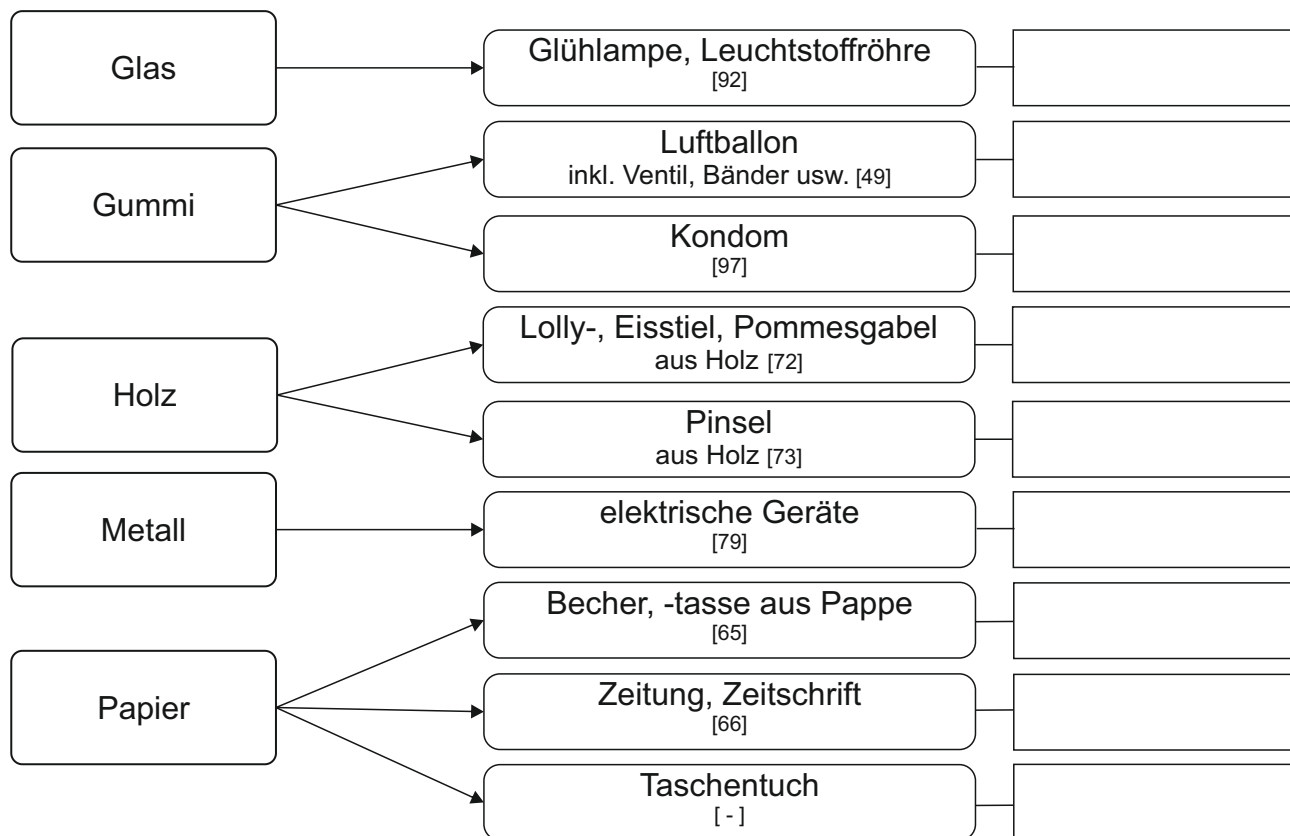 Glas
Glühlampe, Leuchtstoffröhre
[92]
Gummi
Luftballon
inkl. Ventil, Bänder usw. [49]
Kondom
[97]
Holz
Lolly-, Eisstiel, Pommesgabel
aus Holz [72]
Pinsel
aus Holz [73]
Metall
elektrische Geräte
[79]
Papier
Becher, -tasse aus Pappe
[65]
Zeitung, Zeitschrift
[66]
Taschentuch
[ - ]